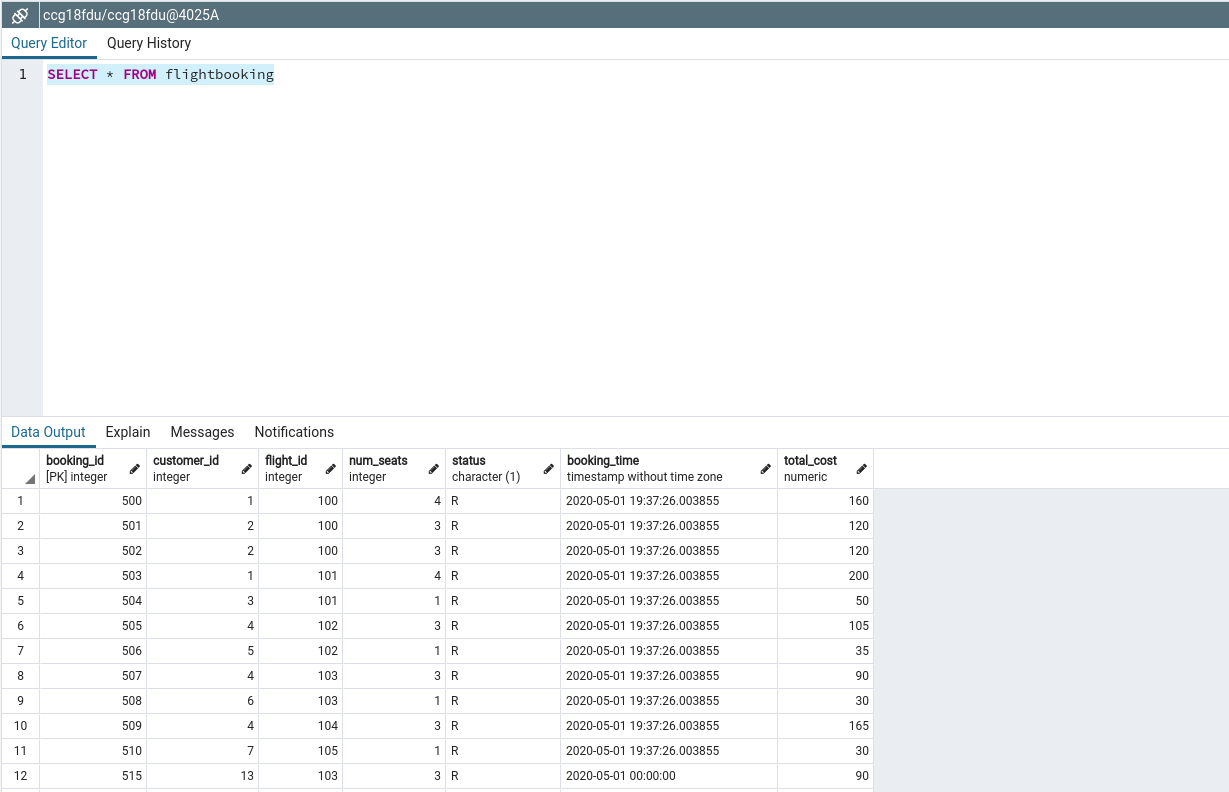 ccg18fdu/ccg18fdu@4025A
Query Editor Query History
1 SELECT * FROM flightbooking
Data Output Explain Messages Notifications
booking_id customer_id flight_id num_seats status booking_time total_cost
[PK] integer integer integer integer character (1) timestamp without time zone numeric
1 500 1 100 4 R 2020-05-01 19:37:26.003855 160
2 501 2 100 3 R 2020-05-01 19:37:26.003855 120
3 502 2 100 3 R 2020-05-01 19:37:26.003855 120
4 503 1 101 4 R 2020-05-01 19:37:26.003855 200
5 504 3 101 1 R 2020-05-01 19:37:26.003855 50
6 505 4 102 3 R 2020-05-01 19:37:26.003855 105
7 506 5 102 1 R 2020-05-01 19:37:26.003855 35
8 507 4 103 3 R 2020-05-01 19:37:26.003855 90
9 508 6 103 1 R 2020-05-01 19:37:26.003855 30
10 509 4 104 3 R 2020-05-01 19:37:26.003855 165
11 510 7 105 1 R 2020-05-01 19:37:26.003855 30
12 515 13 103 3 R 2020-05-01 00:00:00 90